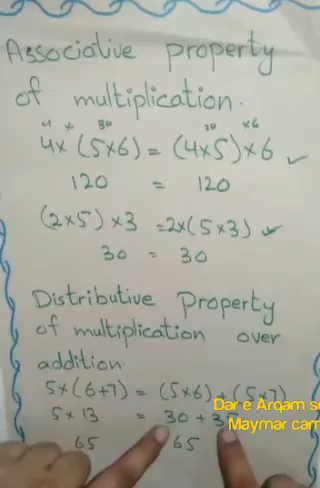 Associative property
of multiplication.
4 x 30 20 x6
4x (5x6) = (4x5)x6 ✓
120 = 120
(2x5) x3 =2x(5x3) ✓
30 = 30
Distributive Property
of multiplication over
addition
5x(6+7) = (5x6)+(5x7)
Dar e Arqam
5x13 = 30+3
Maymar
65 65